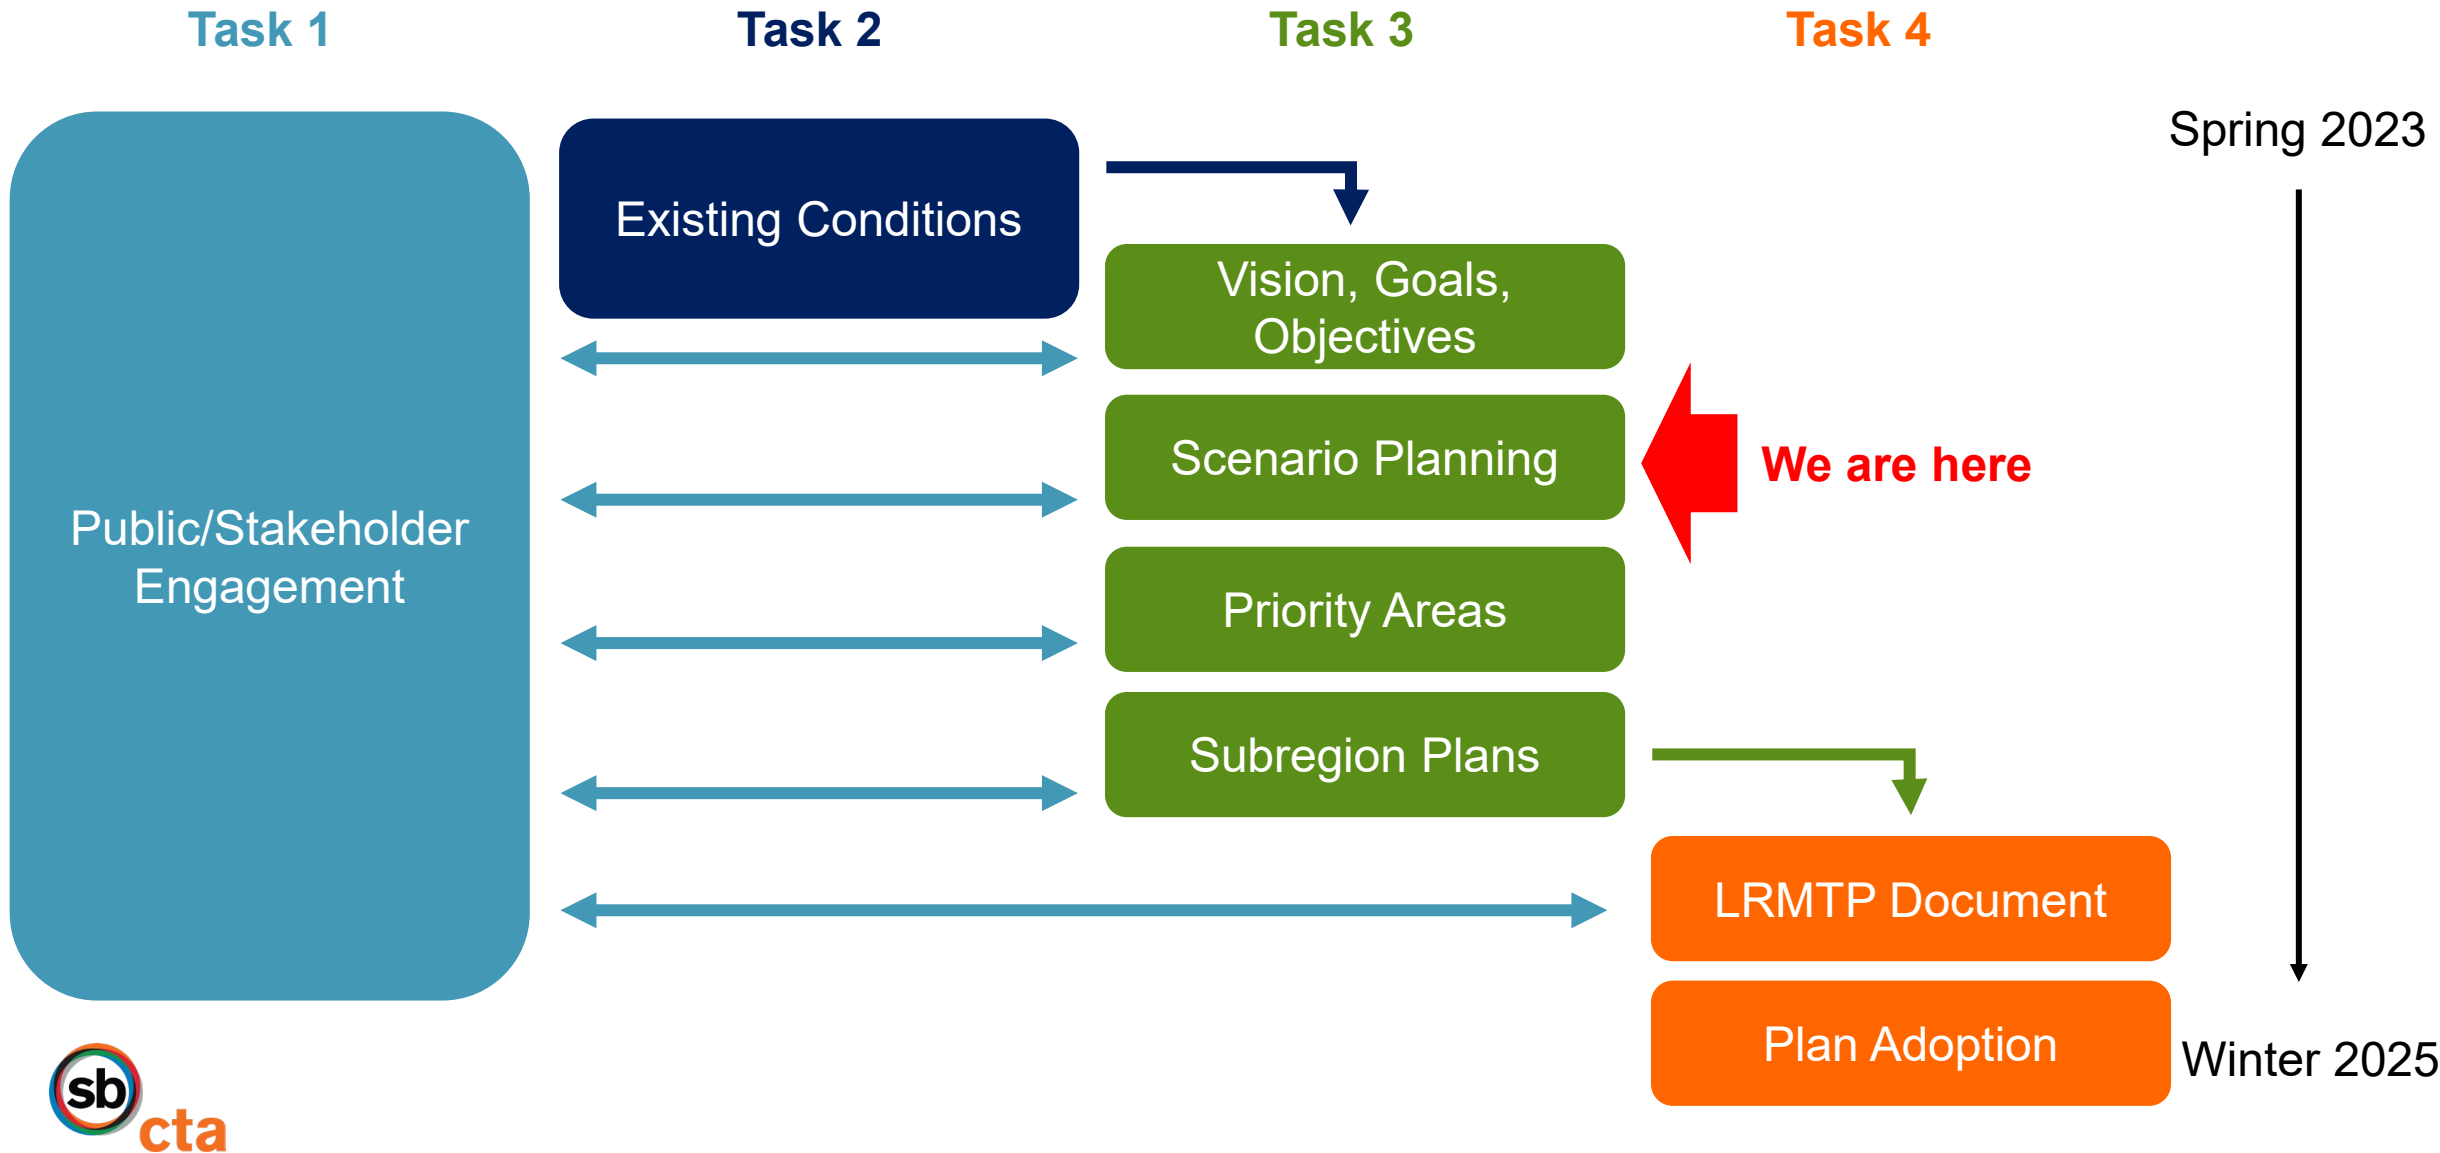 Task 1
Task 2
Task 3
Task 4
Spring 2023
Existing Conditions
Vision, Goals,
Objectives
Scenario Planning
We are here
Public/Stakeholder
Engagement
Priority Areas
Subregion Plans
LRMTP Document
Plan Adoption
Winter 2025
sb
cta